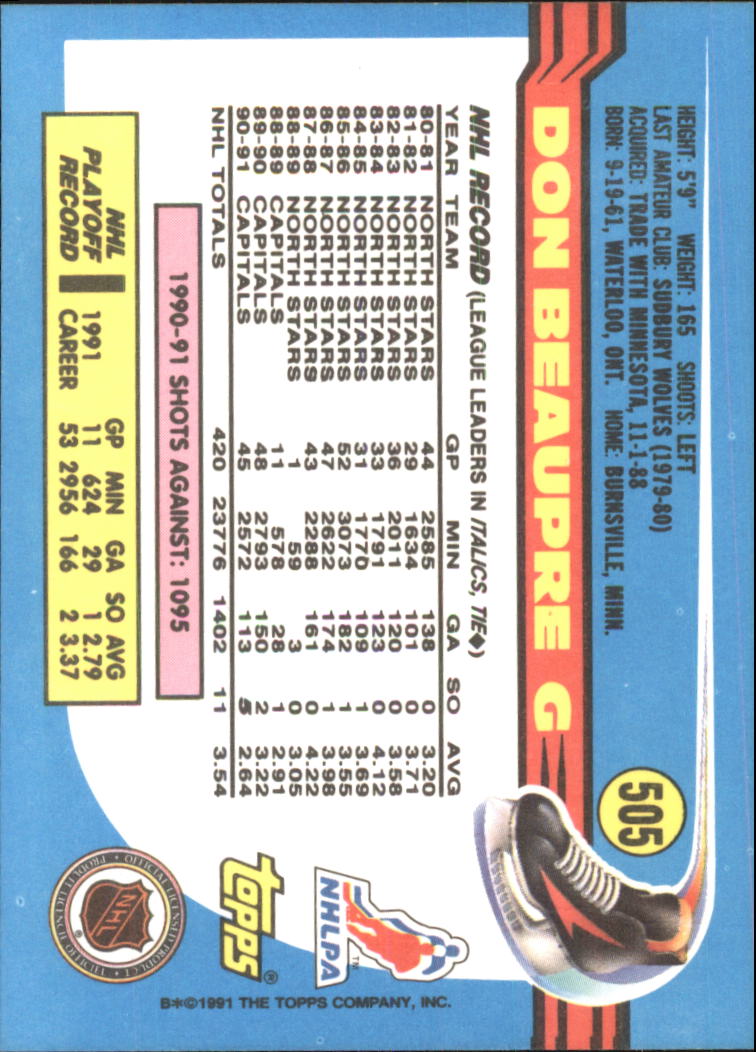 505
HEIGHT: 5'9" WEIGHT: 165 SHOOTS: LEFT
LAST AMATEUR CLUB: SUDBURY WOLVES (1979-80)
ACQUIRED: TRADE WITH MINNESOTA, 11-1-88
BORN: 9-19-61, WATERLOO, ONT. HOME: BURNSVILLE, MINN.
DON BEAUPRE G
NHL RECORD (LEAGUE LEADERS IN ITALICS, TIE◆)
YEAR TEAM GP MIN GA SO AVG
80-81 NORTH STARS 44 2585 138 0 3.20
81-82 NORTH STARS 29 1634 101 0 3.71
82-83 NORTH STARS 36 2011 120 0 3.58
83-84 NORTH STARS 33 1791 123 0 4.12
84-85 NORTH STARS 31 1770 109 1 3.69
85-86 NORTH STARS 52 3073 182 1 3.55
86-87 NORTH STARS 47 2622 174 1 3.98
87-88 NORTH STARS 43 2288 161 0 4.22
88-89 NORTH STARS 1 59 3 0 3.05
88-89 CAPITALS 11 578 28 1 2.91
89-90 CAPITALS 48 2793 150 2 3.22
90-91 CAPITALS 45 2572 113 5 2.64
NHL TOTALS 420 23776 1402 11 3.54
1990-91 SHOTS AGAINST: 1095
NHL PLAYOFF RECORD
GP MIN GA SO AVG
1991 11 624 29 1 2.79
CAREER 53 2956 166 2 3.37
NHLPA™
TOPPS®
NHL
OFFICIAL LICENSED PRODUCT • PRODUIT LICENCIÉ OFFICIEL •
®
B*©1991 THE TOPPS COMPANY, INC.